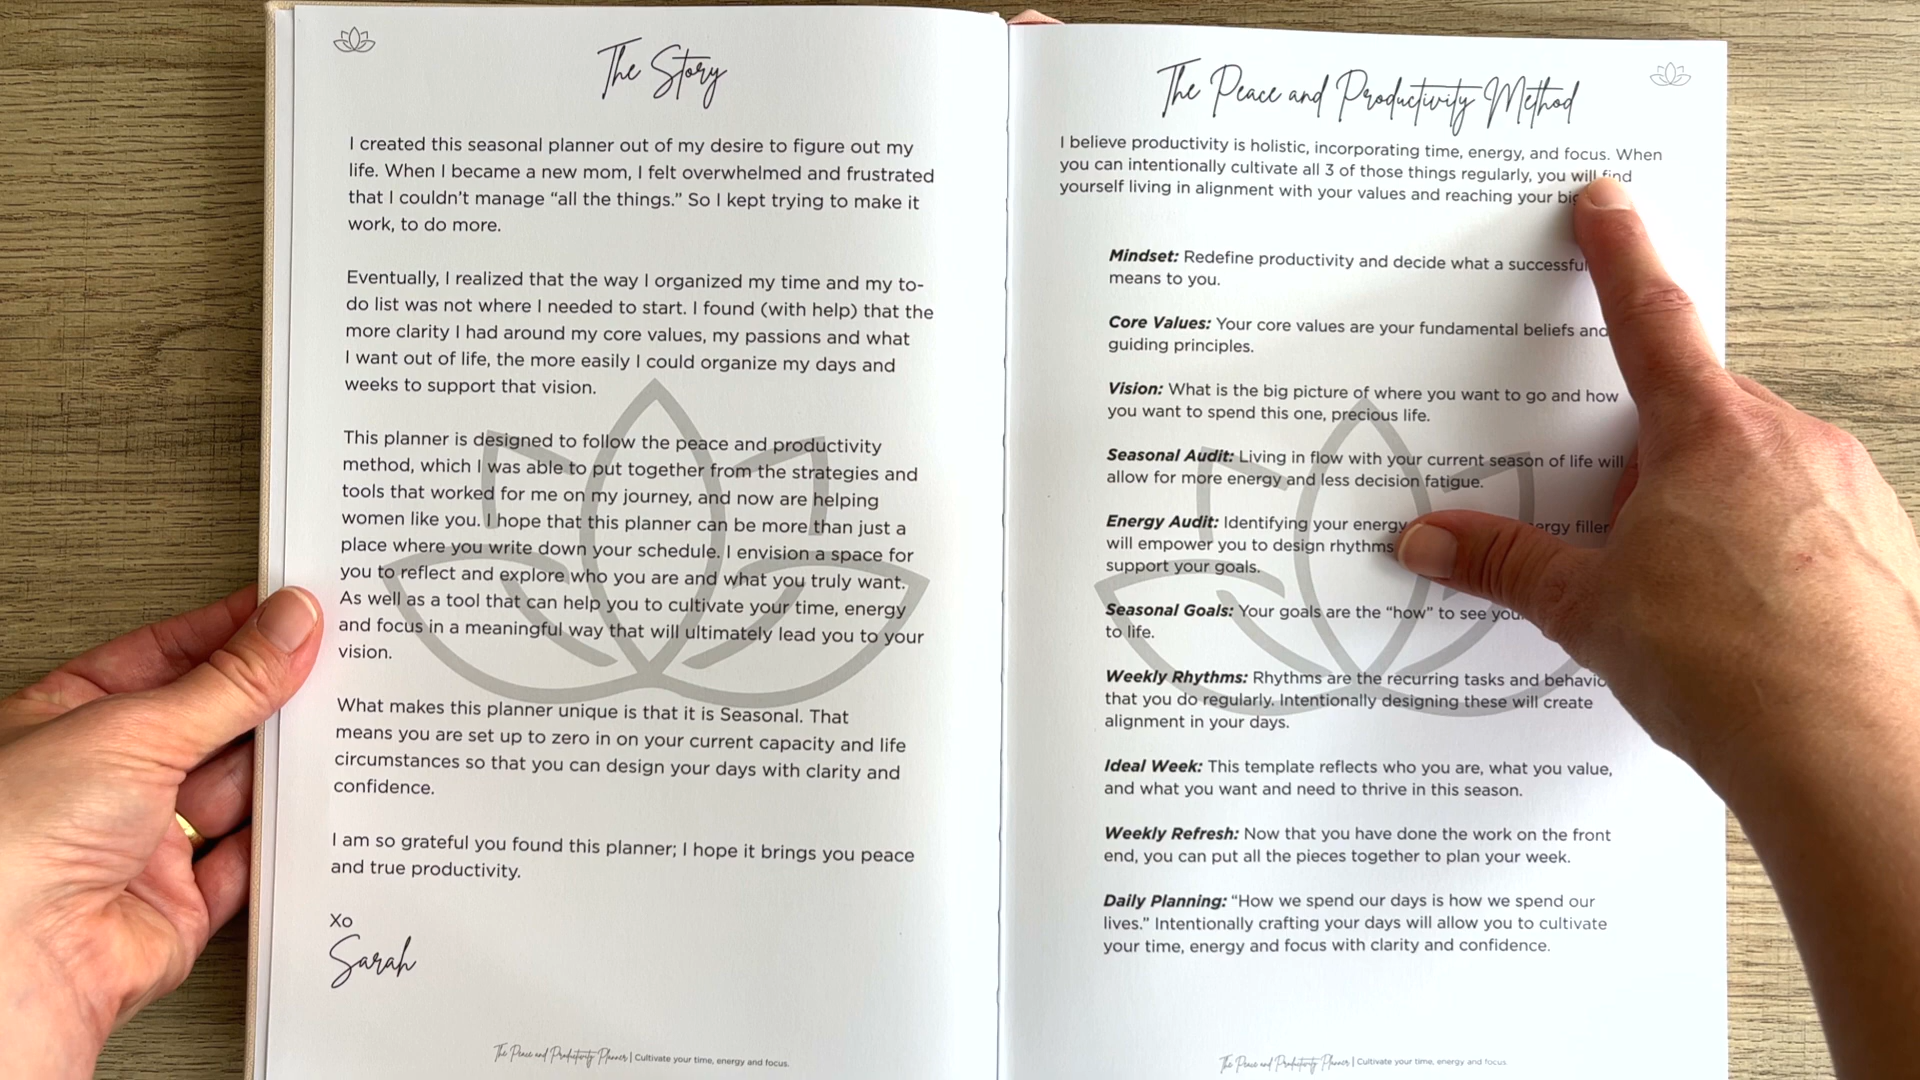 The Story
I created this seasonal planner out of my desire to figure out my
life. When I became a new mom, I felt overwhelmed and frustrated
that I couldn't manage “all the things.” So I kept trying to make it
work, to do more.
Eventually, I realized that the way I organized my time and my to-
do list was not where I needed to start. I found (with help) that the
more clarity I had around my core values, my passions and what
I want out of life, the more easily I could organize my days and
weeks to support that vision.
This planner is designed to follow the peace and productivity
method, which I was able to put together from the strategies and
tools that worked for me on my journey, and now are helping
women like you. I hope that this planner can be more than just a
place where you write down your schedule. I envision a space for
you to reflect and explore who you are and what you truly want.
As well as a tool that can help you to cultivate your time, energy
and focus in a meaningful way that will ultimately lead you to your
vision.
What makes this planner unique is that it is Seasonal. That
means you are set up to zero in on your current capacity and life
circumstances so that you can design your days with clarity and
confidence.
I am so grateful you found this planner; I hope it brings you peace
and true productivity.
Xo
Sarah
The Peace and Productivity Planner | Cultivate your time, energy and focus.
The Peace and Productivity Method
I believe productivity is holistic, incorporating time, energy, and focus. When
you can intentionally cultivate all 3 of those things regularly, you will find
yourself living in alignment with your values and reaching your
Mindset: Redefine productivity and decide what a successful
means to you.
Core Values: Your core values are your fundamental beliefs and
guiding principles.
Vision: What is the big picture of where you want to go and how
you want to spend this one, precious life.
Seasonal Audit: Living in flow with your current season of life will
allow for more energy and less decision fatigue.
Energy Audit: Identifying your energy filler
will empower you to design rhythms
support your goals.
Seasonal Goals: Your goals are the “how” to see
to life.
Weekly Rhythms: Rhythms are the recurring tasks and
that you do regularly. Intentionally designing these will create
alignment in your days.
Ideal Week: This template reflects who you are, what you value,
and what you want and need to thrive in this season.
Weekly Refresh: Now that you have done the work on the front
end, you can put all the pieces together to plan your week.
Daily Planning: “How we spend our days is how we spend our
lives.” Intentionally crafting your days will allow you to cultivate
your time, energy and focus with clarity and confidence.
The Peace and Productivity Planner | Cultivate your time, energy and focus.